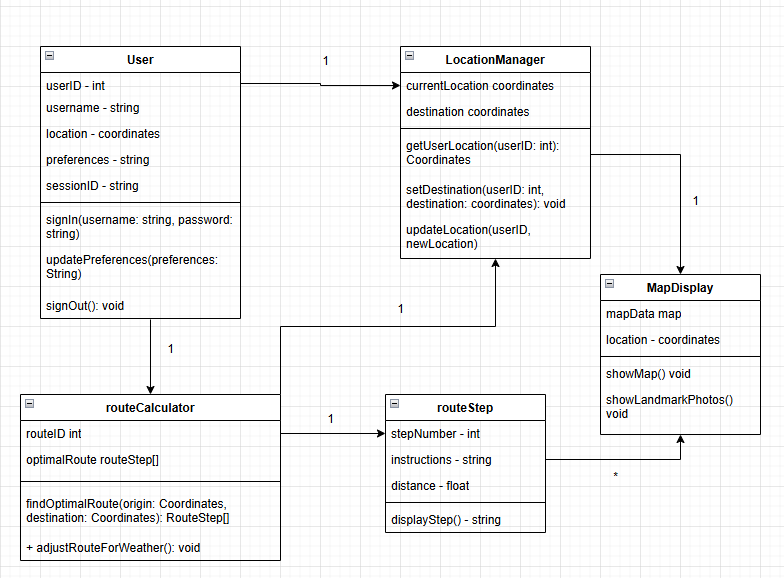 User
userID - int
username - string
location - coordinates
preferences - string
sessionID - string
signIn(username: string, password:
string)
updatePreferences(preferences:
String)
signOut(): void
1
LocationManager
currentLocation coordinates
destination coordinates
getUserLocation(userID: int):
Coordinates
setDestination(userID: int,
destination: coordinates): void
updateLocation(userID,
newLocation)
1
MapDisplay
mapData map
location - coordinates
showMap() void
showLandmarkPhotos()
void
1
1
routeCalculator
routeID int
optimalRoute routeStep[]
findOptimalRoute(origin: Coordinates,
destination: Coordinates): RouteStep[]
+ adjustRouteForWeather(): void
1
routeStep
stepNumber - int
instructions - string
distance - float
displayStep() - string
*